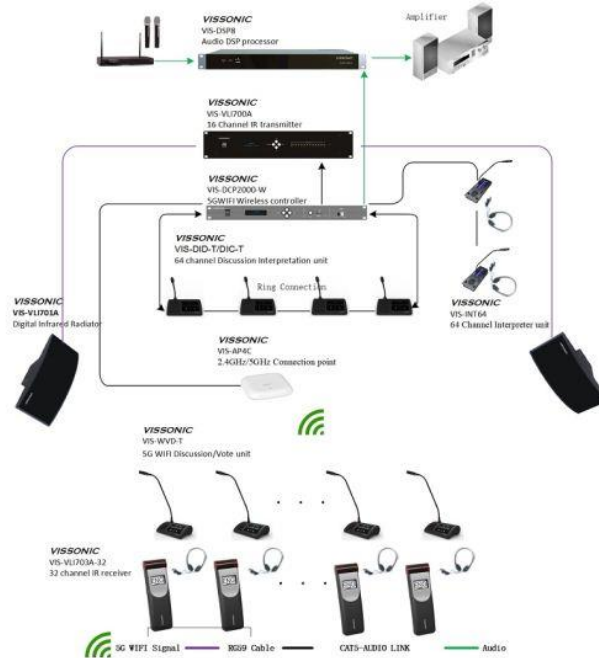 VISSONIC
VIS-DSP8
Audio DSP processor
Amplifier
VISSONIC
VIS-VLI700A
16 Channel IR transmitter
VISSONIC
VIS-DCP2000-W
5GWIFI Wireless controller
VISSONIC
VIS-DID-T/DIC-T
64 channel Discussion Interpretation unit
Ring Connection
VISSONIC
VIS-VLI701A
Digital Infrared Radiator
VISSONIC
VIS-INT64
64 Channel Interpreter unit
VISSONIC
VIS-AP4C
2.4GHz/5GHz Connection point
VISSONIC
VIS-WVD-T
5G WIFI Discussion/Vote unit
VISSONIC
VIS-VLI703A-32
32 channel IR receiver
5G WIFI Signal
RG59 Cable
CAT5-AUDIO LINK
Audio